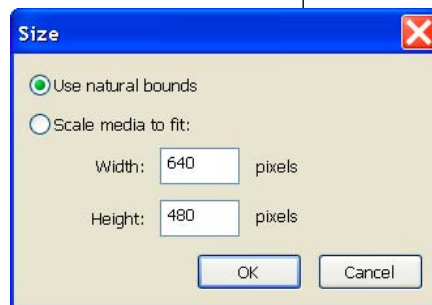 Size
Use natural bounds
Scale media to fit:
Width: 640 pixels
Height: 480 pixels
OK Cancel